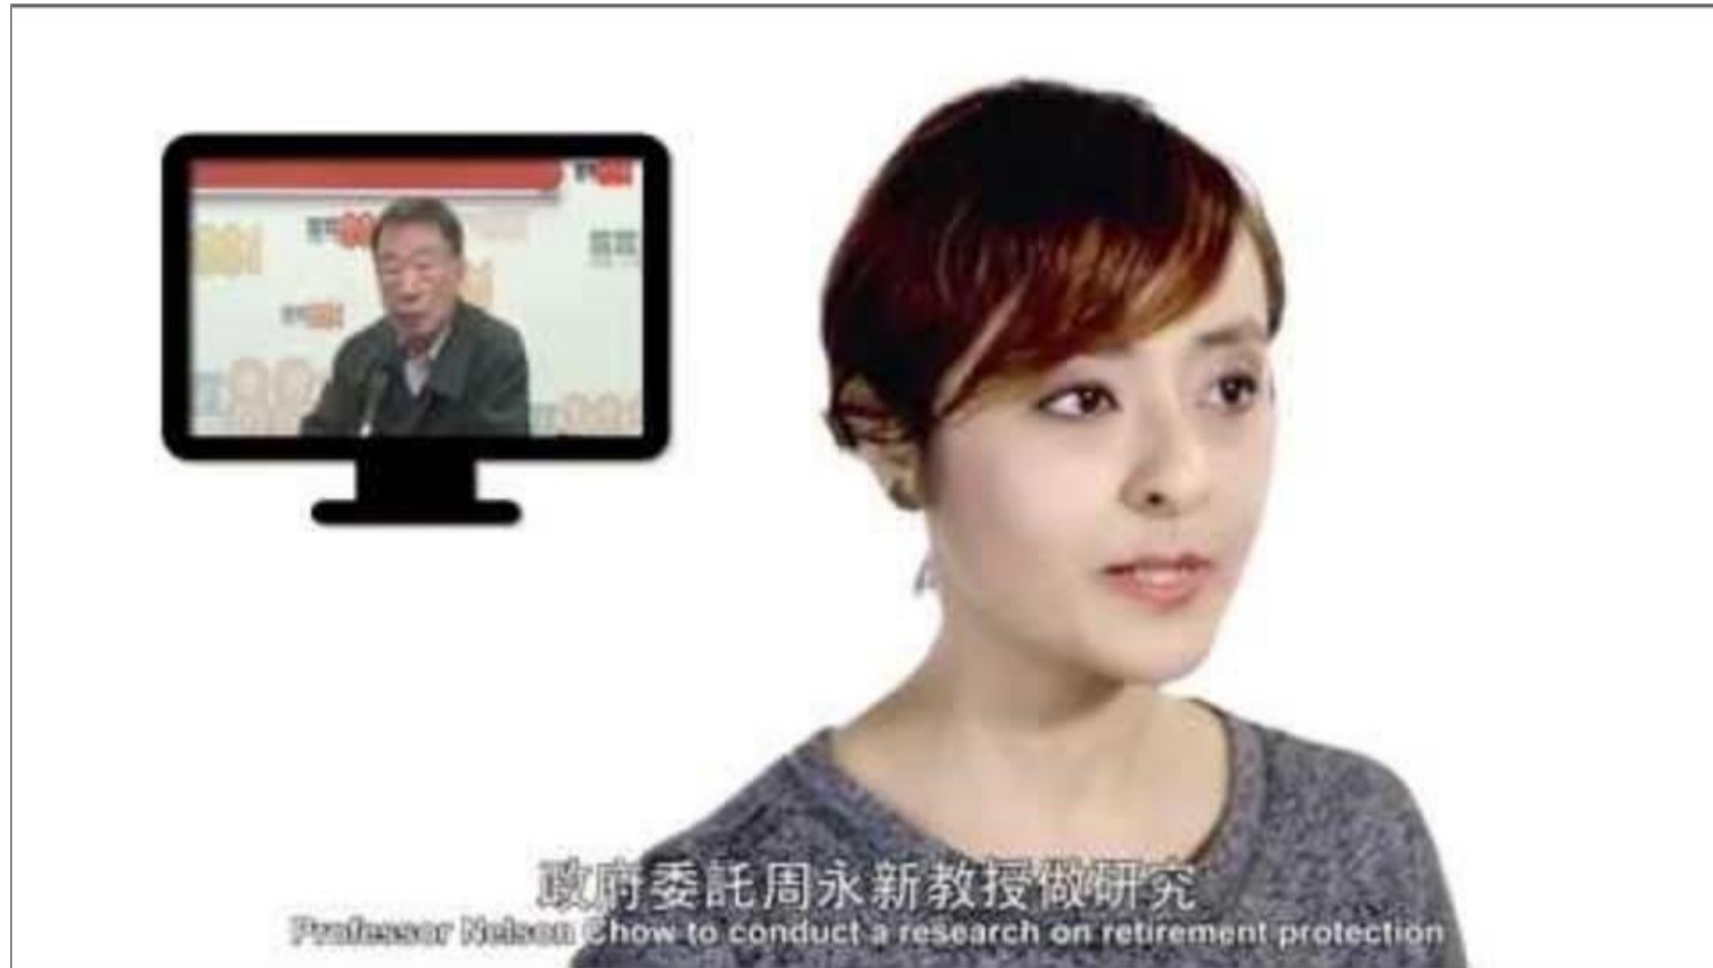 政府委託周永新教授做研究
Professor Nelson Chow to conduct a research on retirement protection